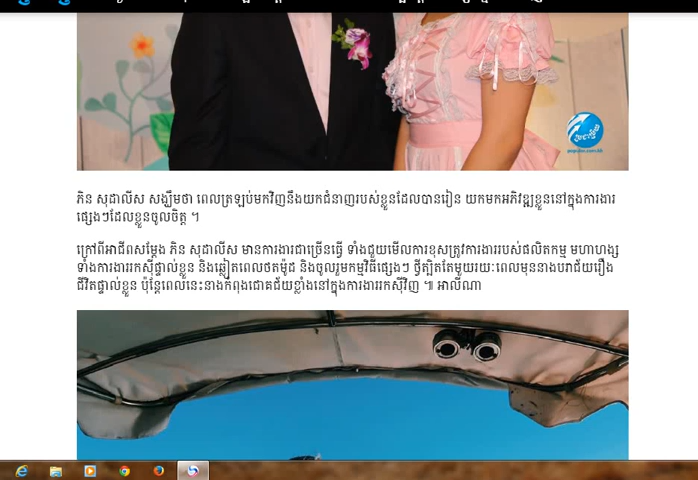 ភិន សុដាលីស សង្ឃឹមថា ពេលត្រឡប់មកវិញនឹងយកជំនាញរបស់ខ្លួនដែលបានរៀន យកមកអភិវឌ្ឍខ្លួននៅក្នុងការងារ
ផ្សេងៗដែលខ្លួនចូលចិត្ត ។
ក្រៅពីអាជីពសម្ដែង ភិន សុដាលីស មានការងារជាច្រើនធ្វើ ទាំងជួយមើលការខុសត្រូវការងាររបស់ផលិតកម្ម មហាហង្ស
ទាំងការងាររកស៊ីផ្ទាល់ខ្លួន និងឆ្លៀតពេលថតម៉ូដ និងចូលរួមកម្មវិធីផ្សេងៗ ថ្វីត្បិតតែមួយរយៈពេលមុននាងបរាជ័យរឿង
ជីវិតផ្ទាល់ខ្លួន ប៉ុន្តែពេលនេះនាងកំពុងជោគជ័យខ្លាំងនៅក្នុងការងាររកស៊ីវិញ ៕ អាលីណា